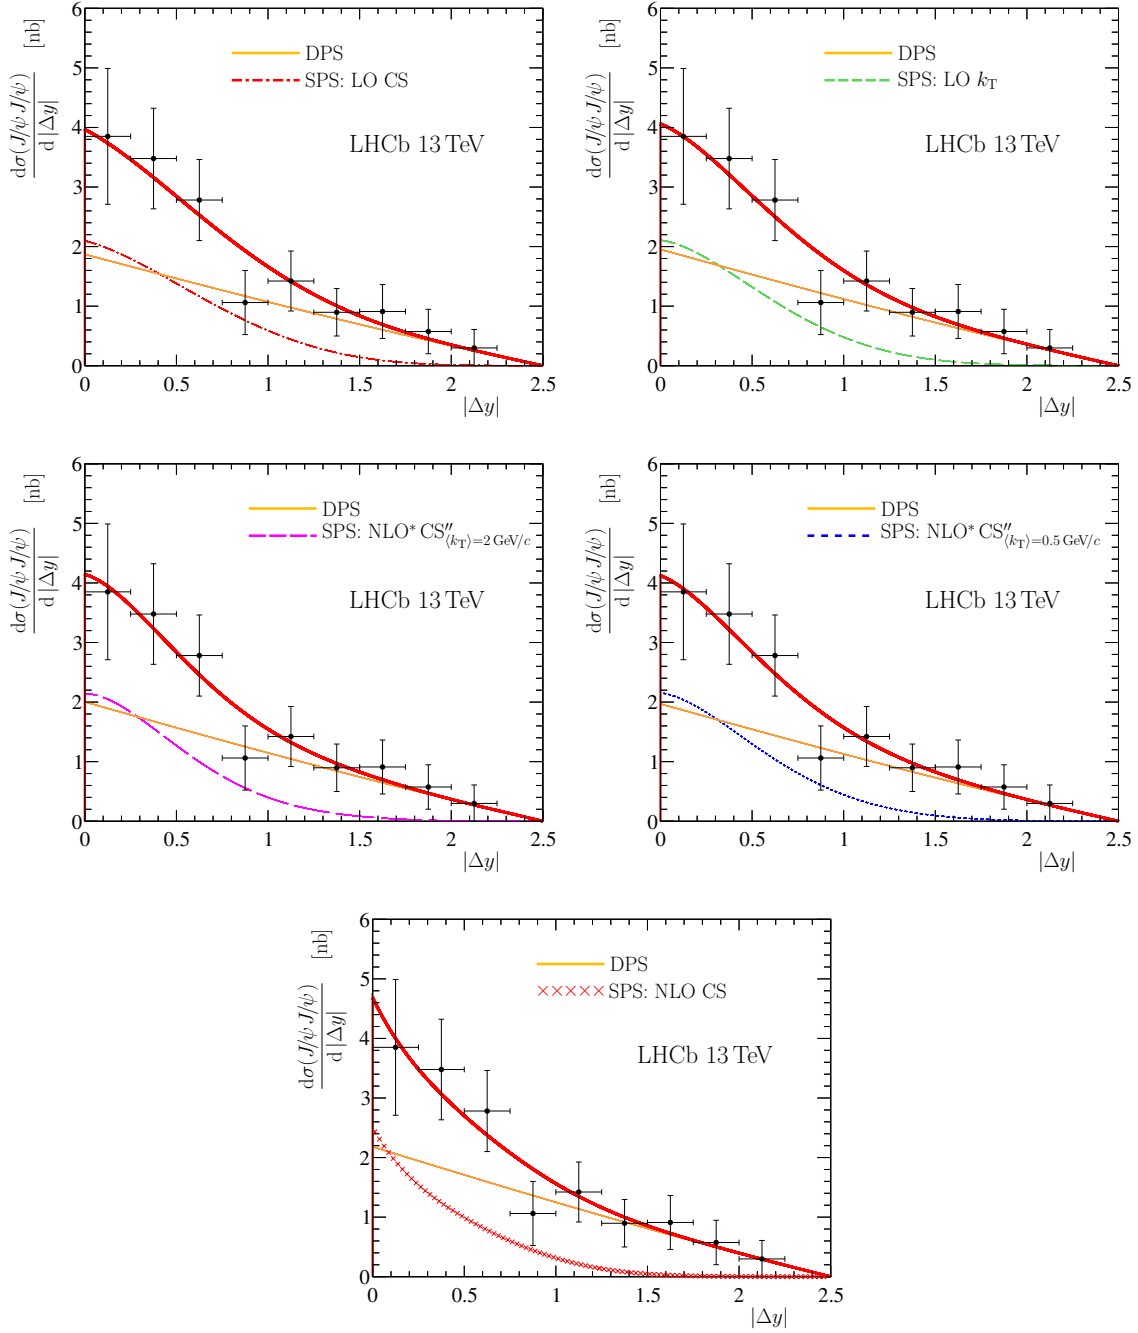 dσ(J/ψ J/ψ)
d |Δy|
[nb]
6
5
4
3
2
1
0
DPS
SPS: LO CS
LHCb 13 TeV
0 0.5 1 1.5 2 2.5
|Δy|
dσ(J/ψ J/ψ)
d |Δy|
[nb]
6
5
4
3
2
1
0
DPS
SPS: LO kT
LHCb 13 TeV
0 0.5 1 1.5 2 2.5
|Δy|
dσ(J/ψ J/ψ)
d |Δy|
[nb]
6
5
4
3
2
1
0
DPS
SPS: NLO* CS″⟨kT⟩=2 GeV/c
LHCb 13 TeV
0 0.5 1 1.5 2 2.5
|Δy|
dσ(J/ψ J/ψ)
d |Δy|
[nb]
6
5
4
3
2
1
0
DPS
SPS: NLO* CS″⟨kT⟩=0.5 GeV/c
LHCb 13 TeV
0 0.5 1 1.5 2 2.5
|Δy|
dσ(J/ψ J/ψ)
d |Δy|
[nb]
6
5
4
3
2
1
0
DPS
SPS: NLO CS
LHCb 13 TeV
0 0.5 1 1.5 2 2.5
|Δy|